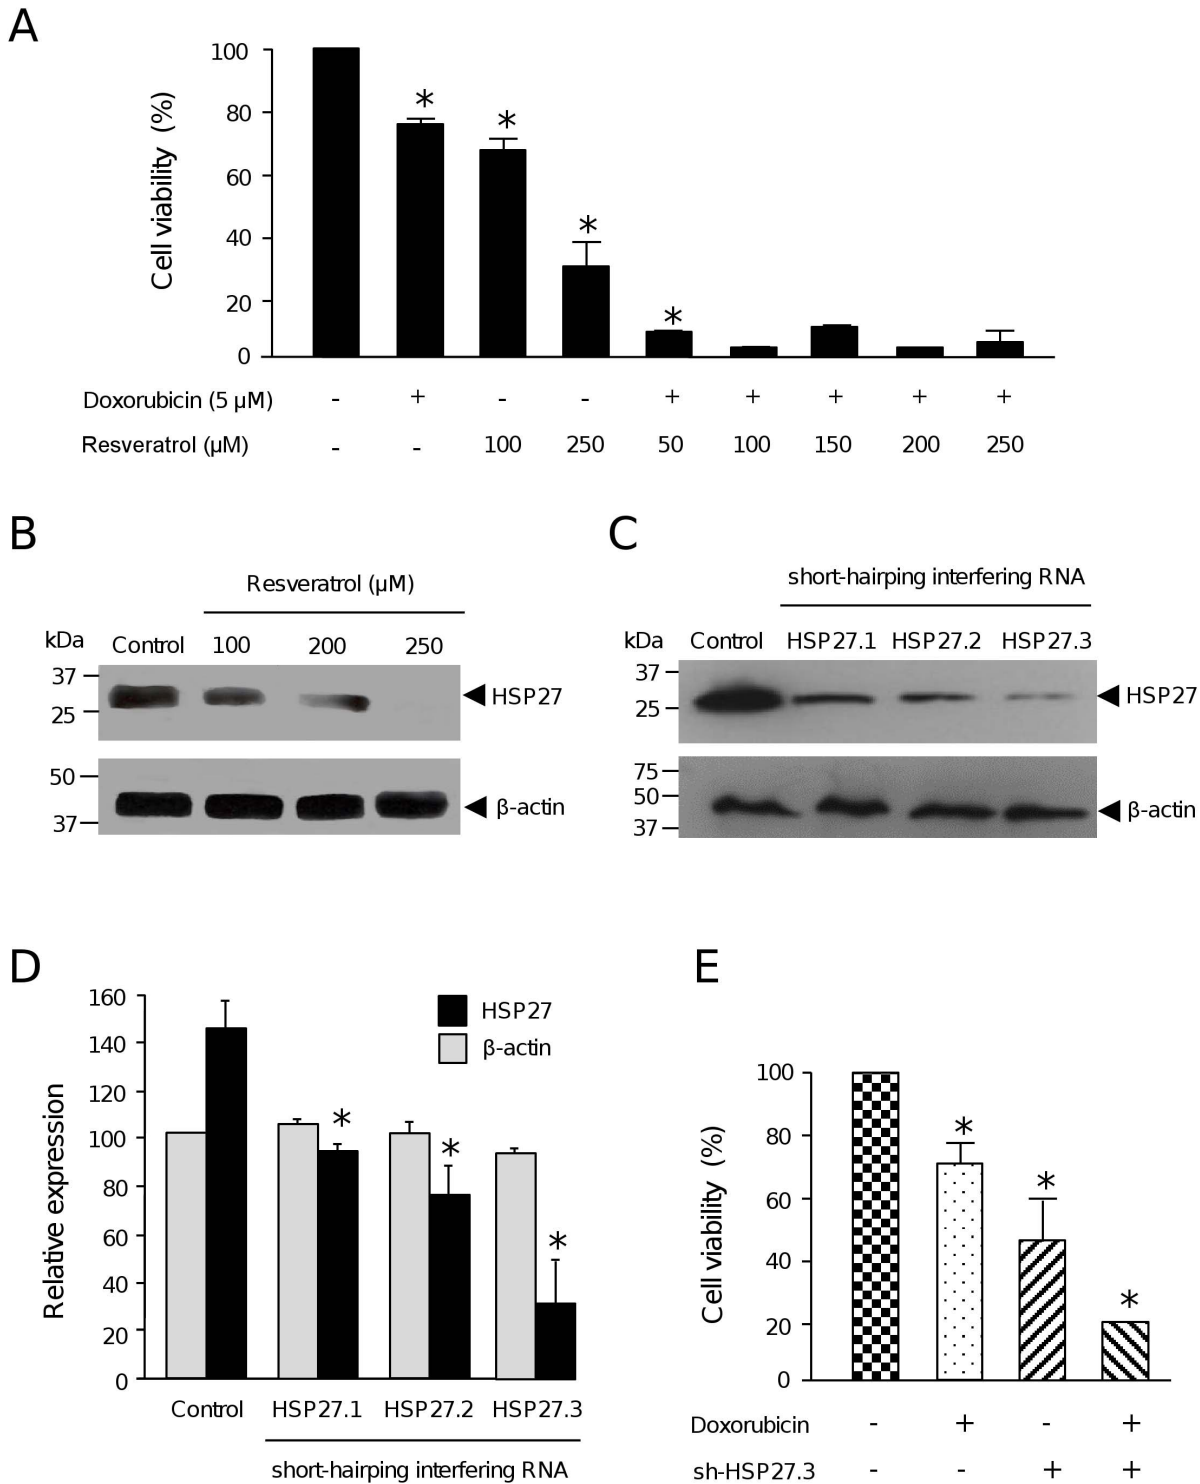 A
Cell viability (%)
100
80
60
40
20
0
* * * *
Doxorubicin (5 µM) - + - - + + + + +
Resveratrol (µM) - - 100 250 50 100 150 200 250
B
Resveratrol (µM)
kDa Control 100 200 250
37
25
HSP27
50
37
β-actin
C
short-hairping interfering RNA
kDa Control HSP27.1 HSP27.2 HSP27.3
37
25
HSP27
75
50
37
β-actin
D
Relative expression
160
140
120
100
80
60
40
20
0
HSP27
β-actin
* * *
Control HSP27.1 HSP27.2 HSP27.3
short-hairping interfering RNA
E
Cell viability (%)
100
80
60
40
20
0
* * *
Doxorubicin - + - +
sh-HSP27.3 - - + +